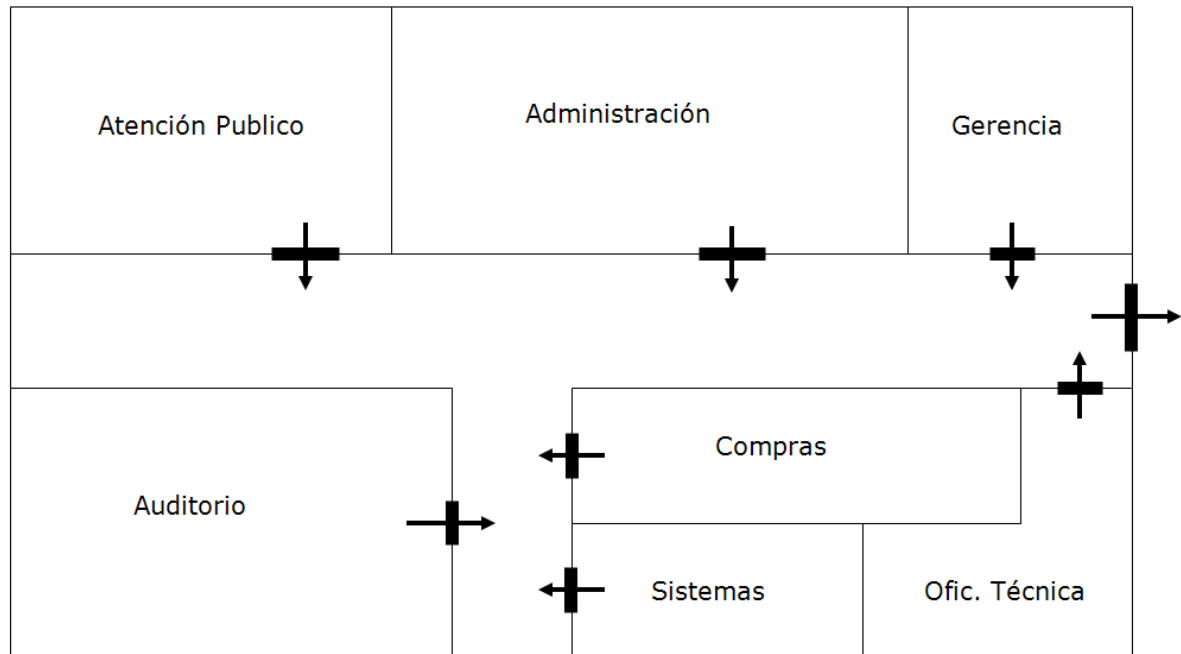 Atención Publico
Administración
Gerencia
Compras
Auditorio
Sistemas
Ofic. Técnica